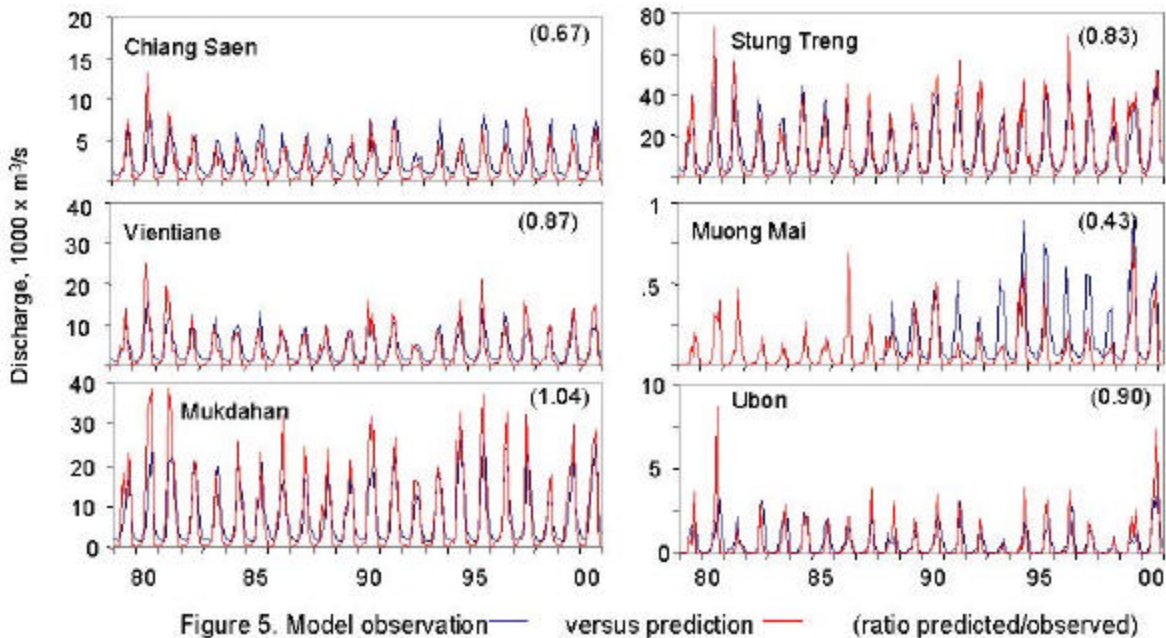 Discharge, 1000 x m³/s
20
15
10
5
Chiang Saen
(0.67)
80
60
40
20
Stung Treng
(0.83)
40
30
20
10
Vientiane
(0.87)
1
.5
Muong Mai
(0.43)
40
30
20
10
0
Mukdahan
(1.04)
10
5
0
Ubon
(0.90)
80 85 90 95 00
80 85 90 95 00
Figure 5. Model observation versus prediction (ratio predicted/observed)